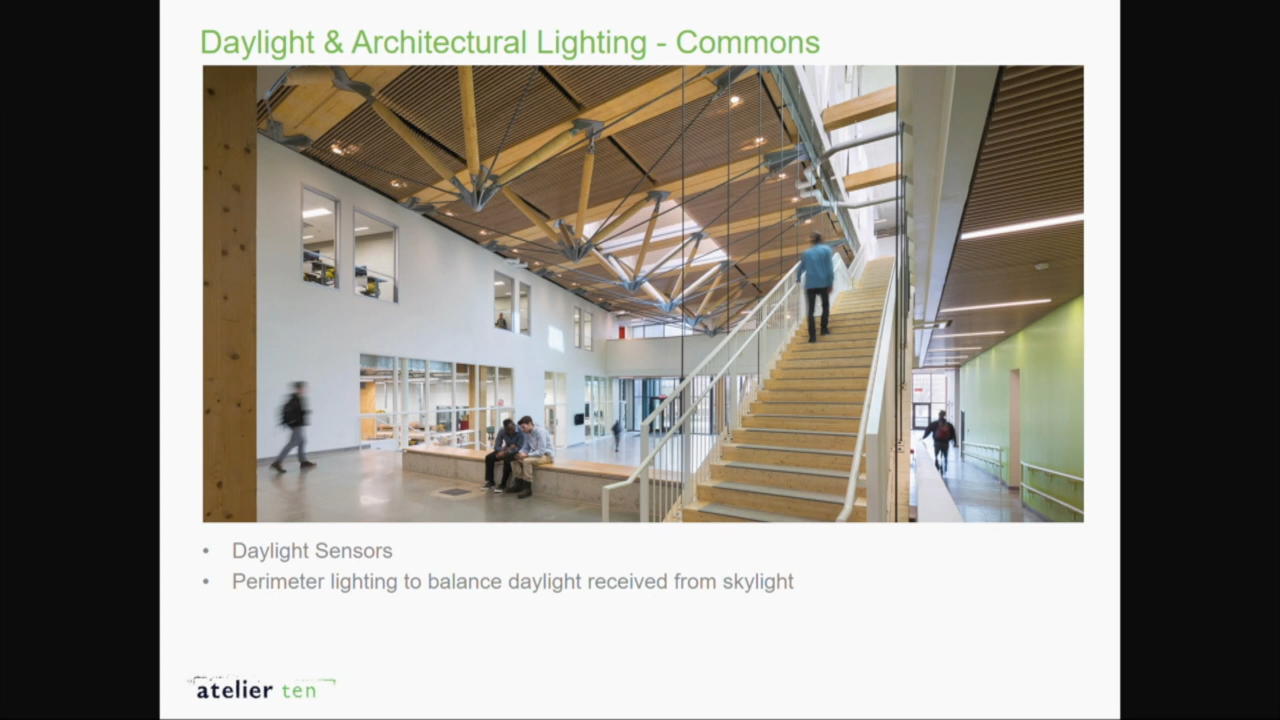 Daylight & Architectural Lighting - Commons
• Daylight Sensors
• Perimeter lighting to balance daylight received from skylight
atelier ten